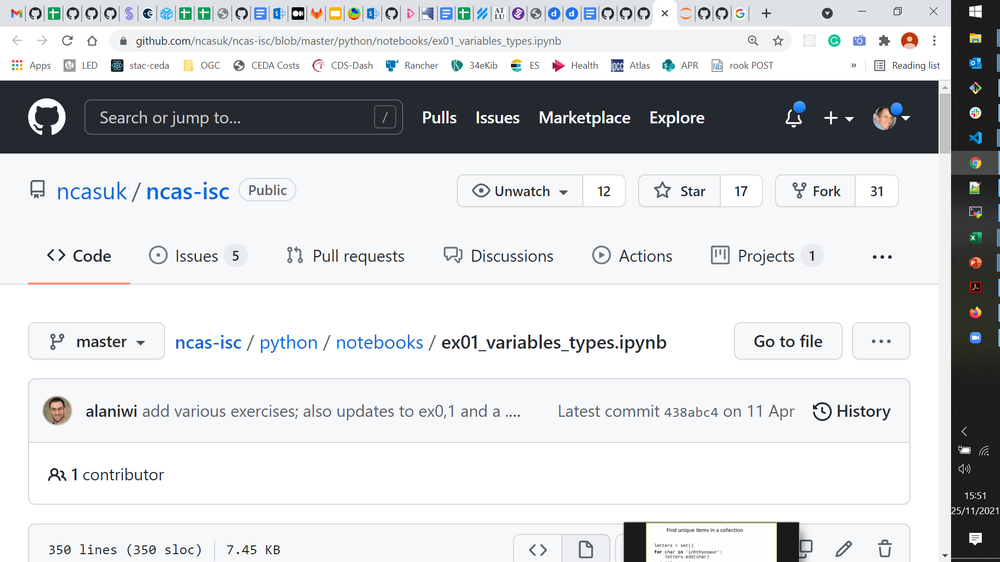 github.com/ncasuk/ncas-isc/blob/master/python/notebooks/ex01_variables_types.ipynb
Apps LED stac-ceda OGC CEDA Costs CDS-Dash Rancher 34eKib ES Health Atlas APR rook POST » Reading list
Search or jump to... / Pulls Issues Marketplace Explore
ncasuk / ncas-isc Public Unwatch 12 Star 17 Fork 31
Code Issues 5 Pull requests Discussions Actions Projects 1 ...
master ncas-isc / python / notebooks / ex01_variables_types.ipynb Go to file ...
alaniwi add various exercises; also updates to ex0,1 and a .... Latest commit 438abc4 on 11 Apr History
1 contributor
350 lines (350 sloc) 7.45 KB
Find unique items in a collection
letters = set()
for char in 'ichthyosaur':
letters.add(char)
15:51
25/11/2021